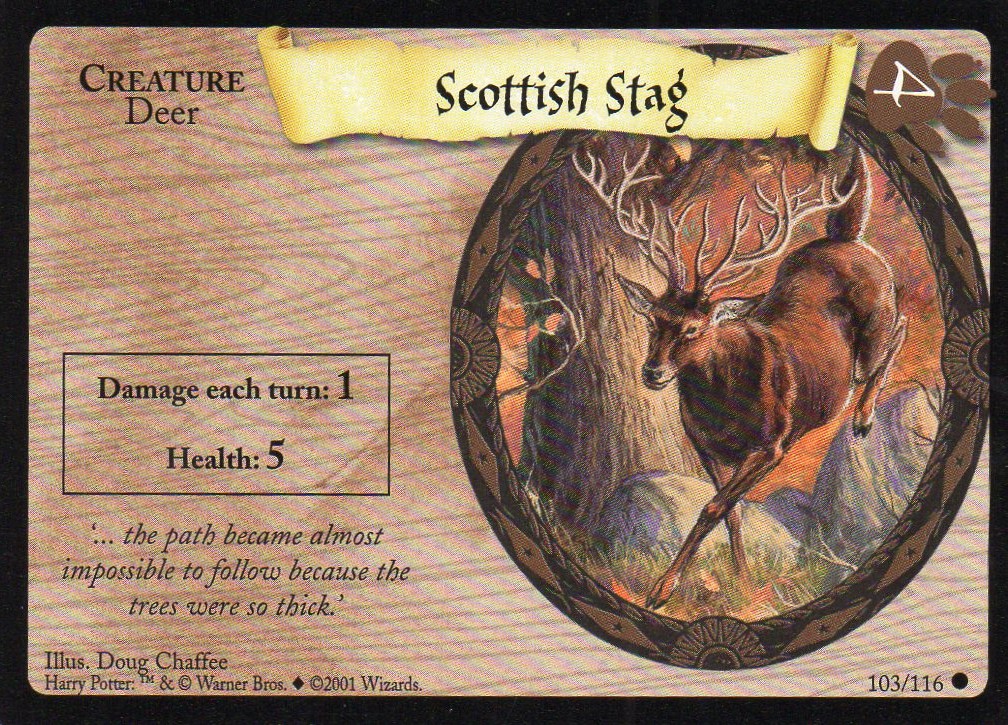 CREATURE
Deer
Scottish Stag
4
Damage each turn: 1
Health: 5
‘... the path became almost
impossible to follow because the
trees were so thick.’
Illus. Doug Chaffee
Harry Potter: ™ & © Warner Bros. ♦ ©2001 Wizards.
103/116 ●